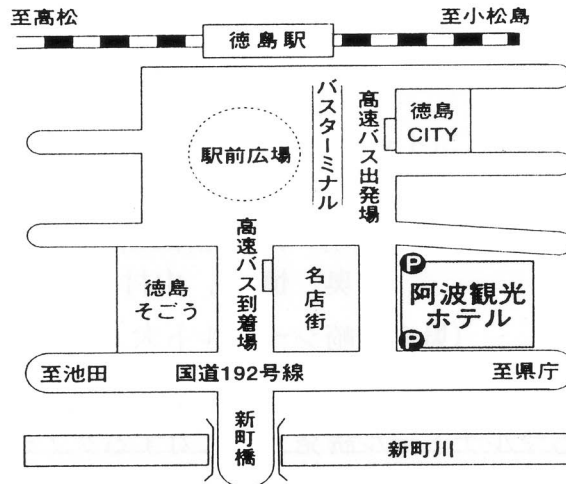 至高松
至小松島
徳島駅
バスターミナル
高速バス出発場
徳島
CITY
駅前広場
高速バス到着場
徳島
そごう
名店街
P
阿波観光
ホテル
P
至池田
国道192号線
至県庁
新町橋
新町川